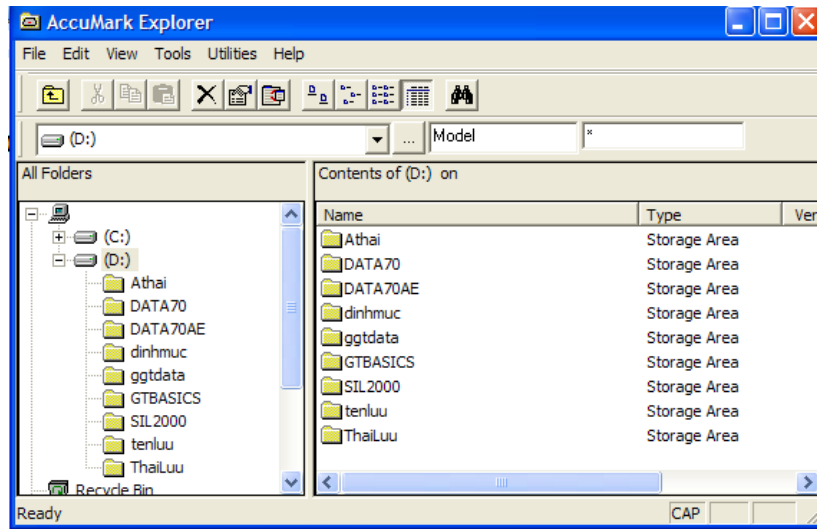 AccuMark Explorer
File Edit View Tools Utilities Help
(D:) ... Model *
All Folders
Contents of (D:) on
(C:)
(D:)
Athai
DATA70
DATA70AE
dinhmuc
ggtdata
GTBASICS
SIL2000
tenluu
ThaiLuu
Recycle Bin
Name Type Ver
Athai Storage Area
DATA70 Storage Area
DATA70AE Storage Area
dinhmuc Storage Area
ggtdata Storage Area
GTBASICS Storage Area
SIL2000 Storage Area
tenluu Storage Area
ThaiLuu Storage Area
Ready CAP